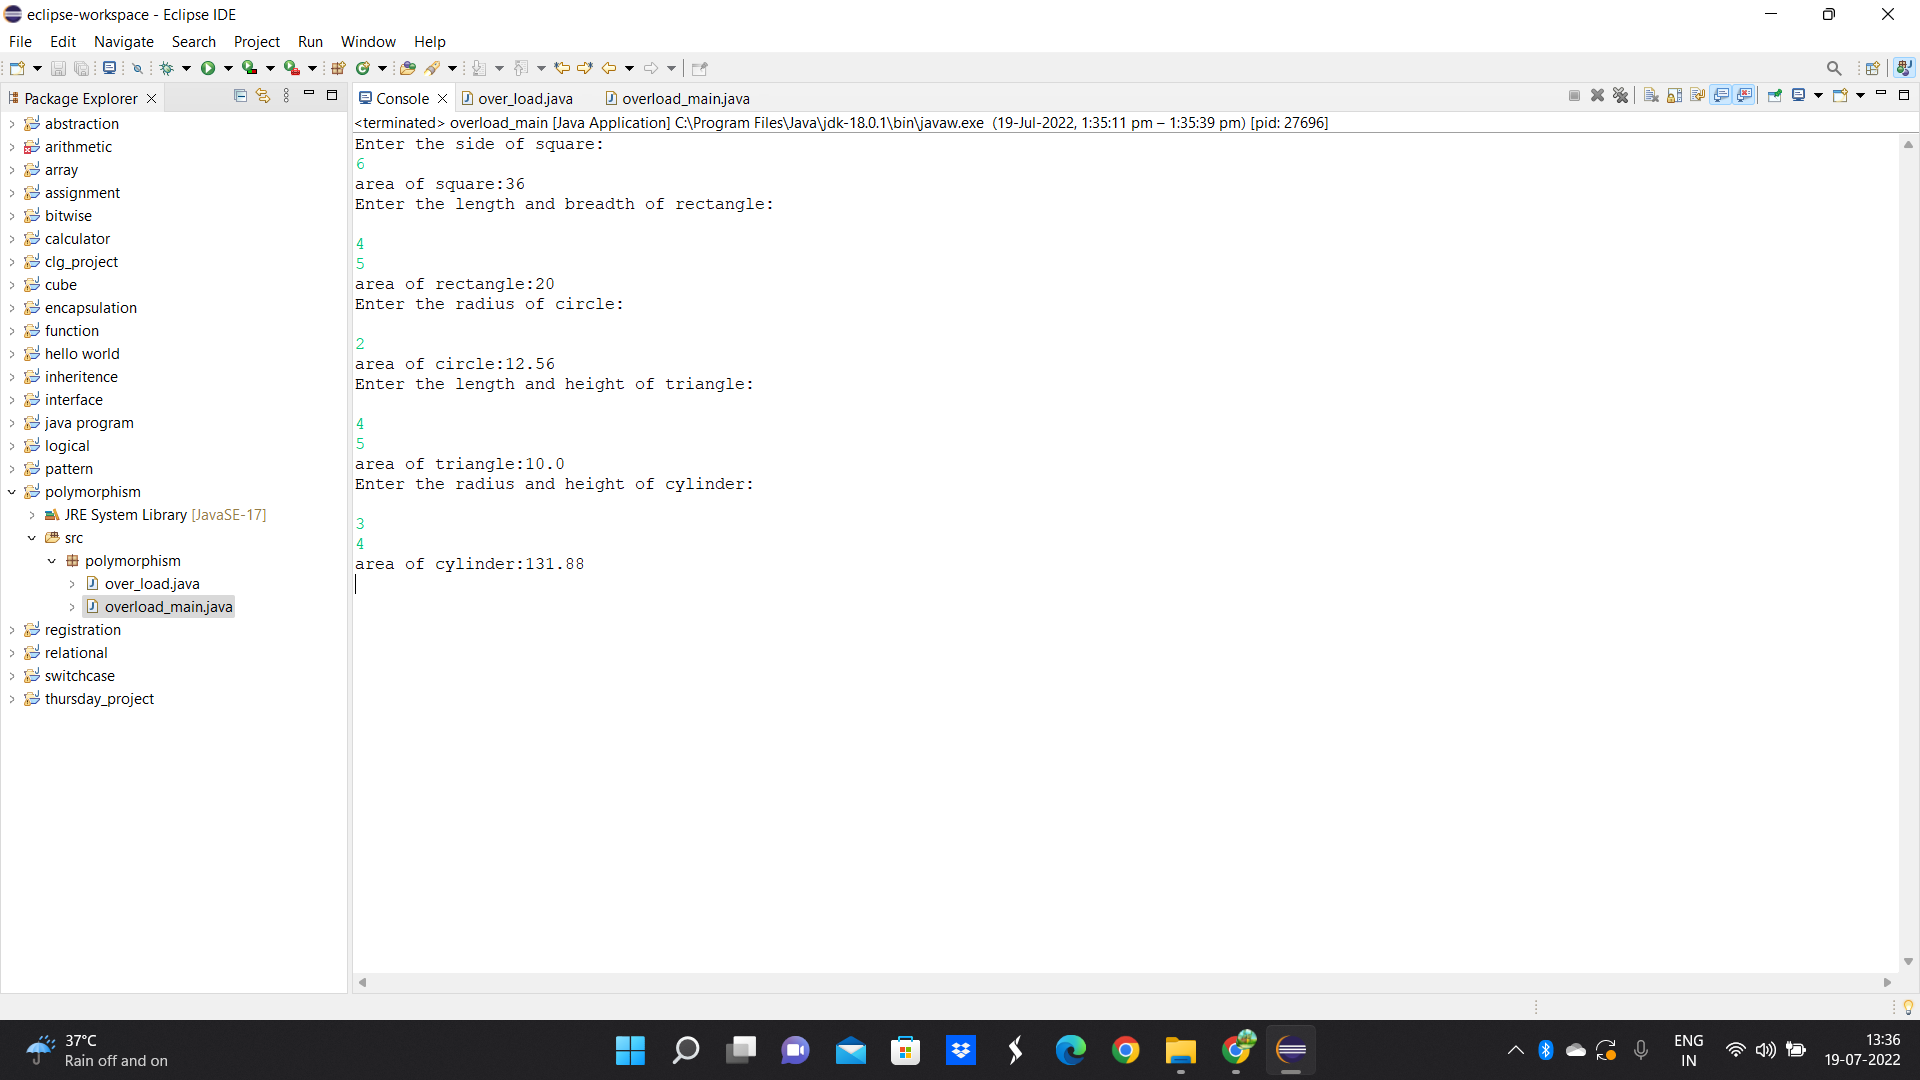 eclipse-workspace - Eclipse IDE
File Edit Navigate Search Project Run Window Help
Package Explorer
Console over_load.java overload_main.java
<terminated> overload_main [Java Application] C:\Program Files\Java\jdk-18.0.1\bin\javaw.exe (19-Jul-2022, 1:35:11 pm – 1:35:39 pm) [pid: 27696]
abstraction
arithmetic
array
assignment
bitwise
calculator
clg_project
cube
encapsulation
function
hello world
inheritence
interface
java program
logical
pattern
polymorphism
JRE System Library [JavaSE-17]
src
polymorphism
over_load.java
overload_main.java
registration
relational
switchcase
thursday_project
Enter the side of square:
6
area of square:36
Enter the length and breadth of rectangle:
4
5
area of rectangle:20
Enter the radius of circle:
2
area of circle:12.56
Enter the length and height of triangle:
4
5
area of triangle:10.0
Enter the radius and height of cylinder:
3
4
area of cylinder:131.88
37°C
Rain off and on
ENG
IN
13:36
19-07-2022